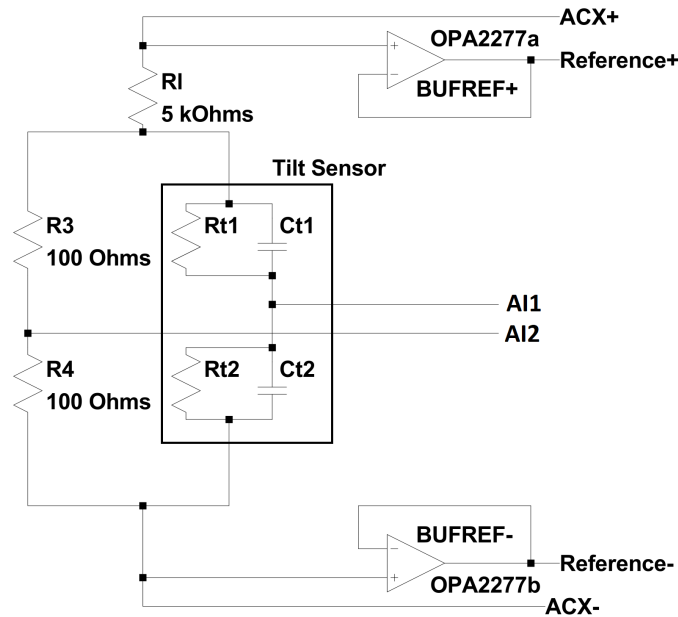 ACX+
OPA2277a
+
Reference+
-
BUFREF+
RI
5 kOhms
Tilt Sensor
R3
100 Ohms
Rt1
Ct1
AI1
AI2
R4
100 Ohms
Rt2
Ct2
BUFREF-
-
Reference-
+
OPA2277b
ACX-